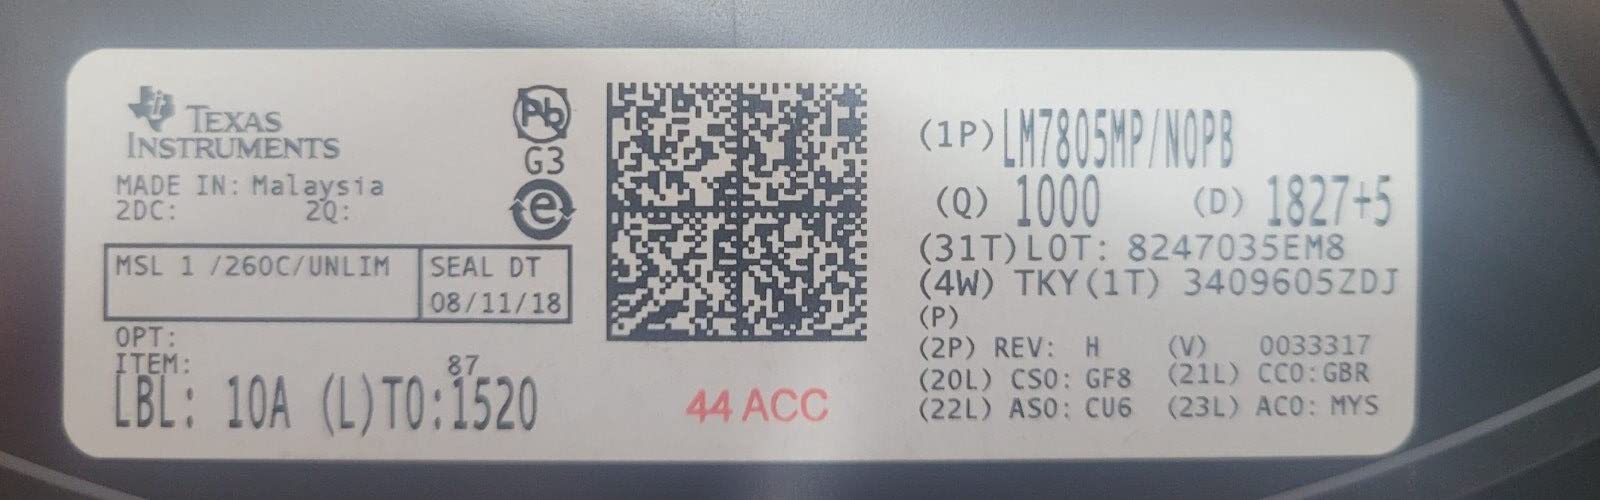 TEXAS
INSTRUMENTS
MADE IN: Malaysia
2DC: 2Q:
MSL 1 /260C/UNLIM
SEAL DT
08/11/18
OPT:
ITEM:
87
LBL: 10A (L)TO:1520
Pb
G3
e
44 ACC
(1P) LM7805MP/NOPB
(Q) 1000 (D) 1827+5
(31T) LOT: 8247035EM8
(4W) TKY(1T) 3409605ZDJ
(P)
(2P) REV: H (V) 0033317
(20L) CSO: GF8 (21L) CCO:GBR
(22L) ASO: CU6 (23L) ACO: MYS